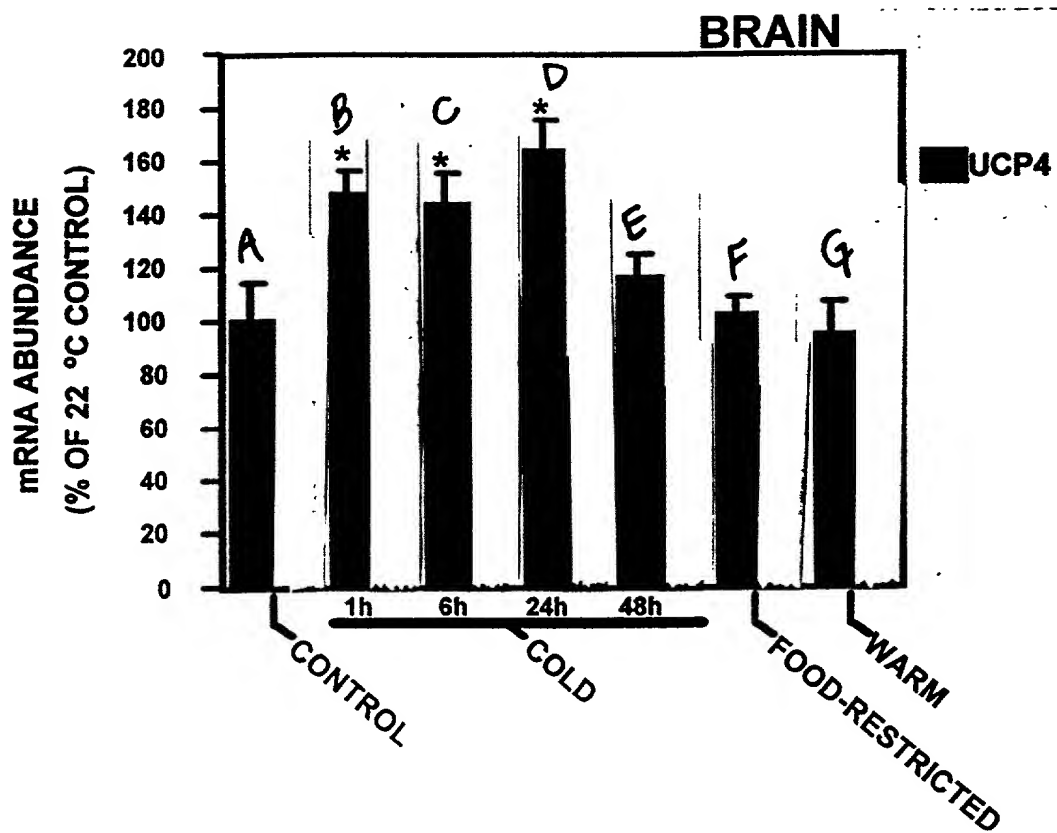 BRAIN
200
180
160
140
120
100
80
60
40
20
0
mRNA ABUNDANCE
(% OF 22 ºC CONTROL)
A
B
*
C
*
D
*
E
F
G
UCP4
1h 6h 24h 48h
CONTROL
COLD
FOOD-RESTRICTED
WARM